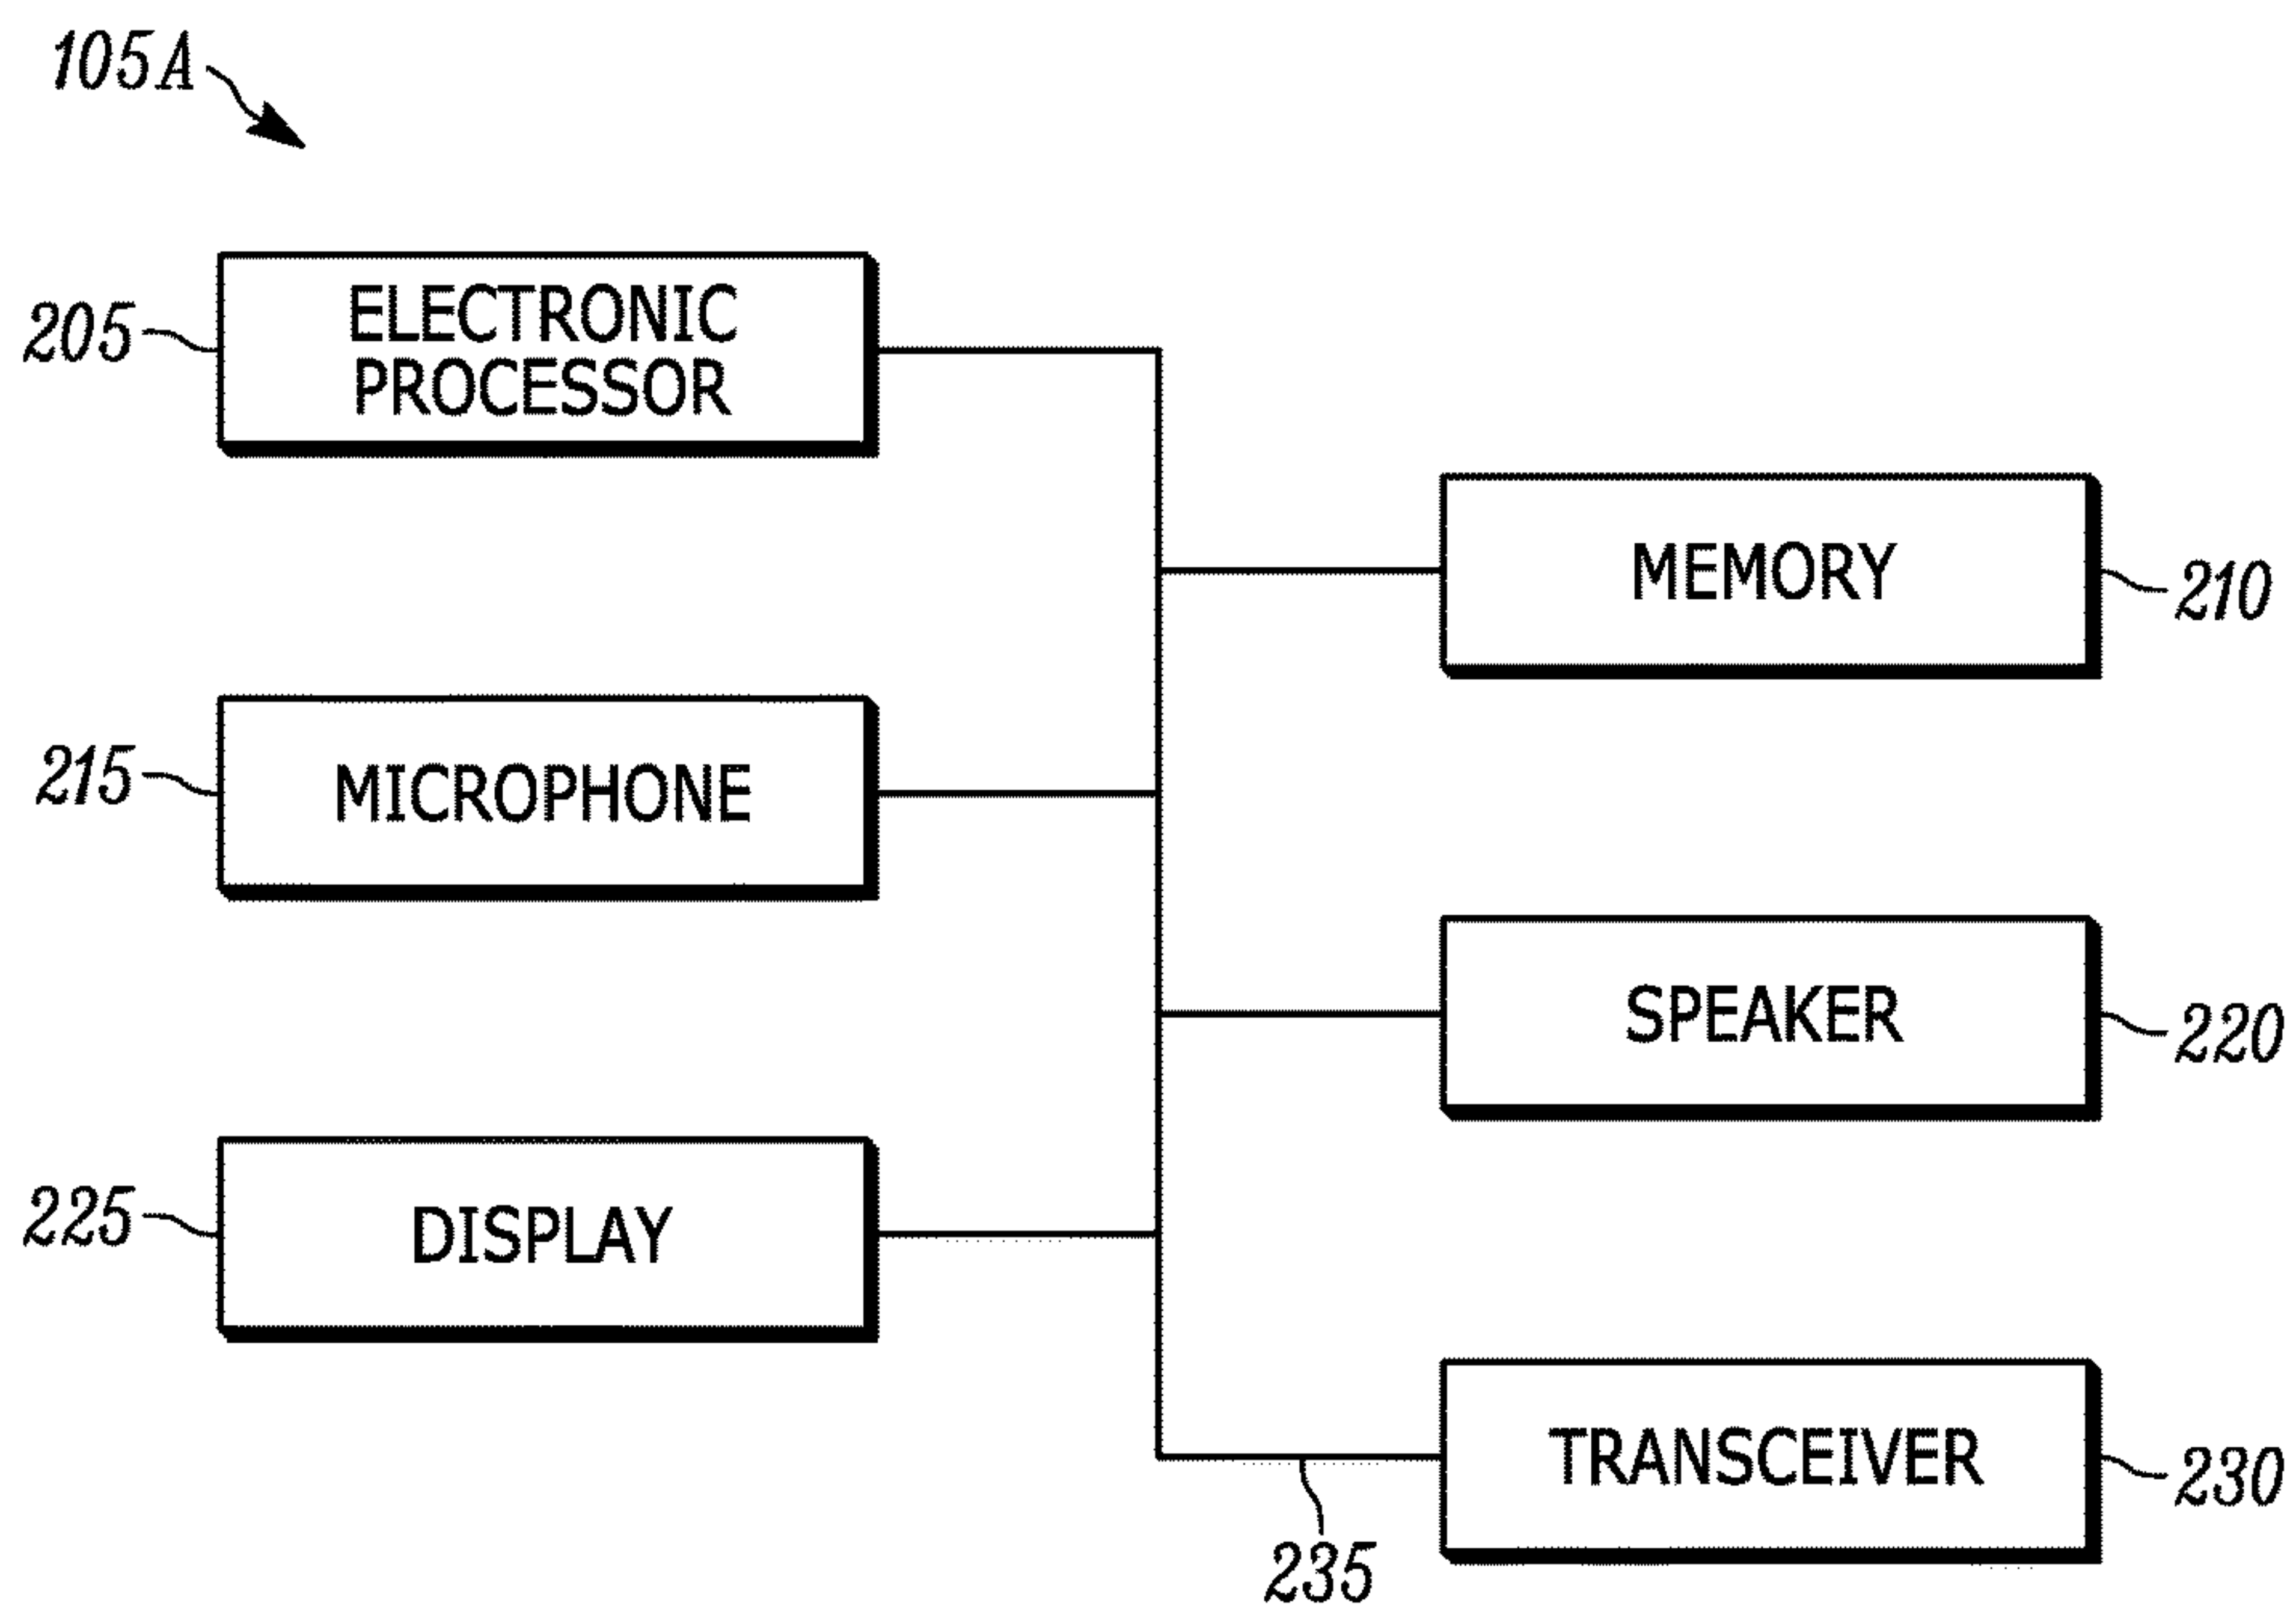 105A
205
ELECTRONIC
PROCESSOR
MEMORY
210
215
MICROPHONE
SPEAKER
220
225
DISPLAY
TRANSCEIVER
230
235